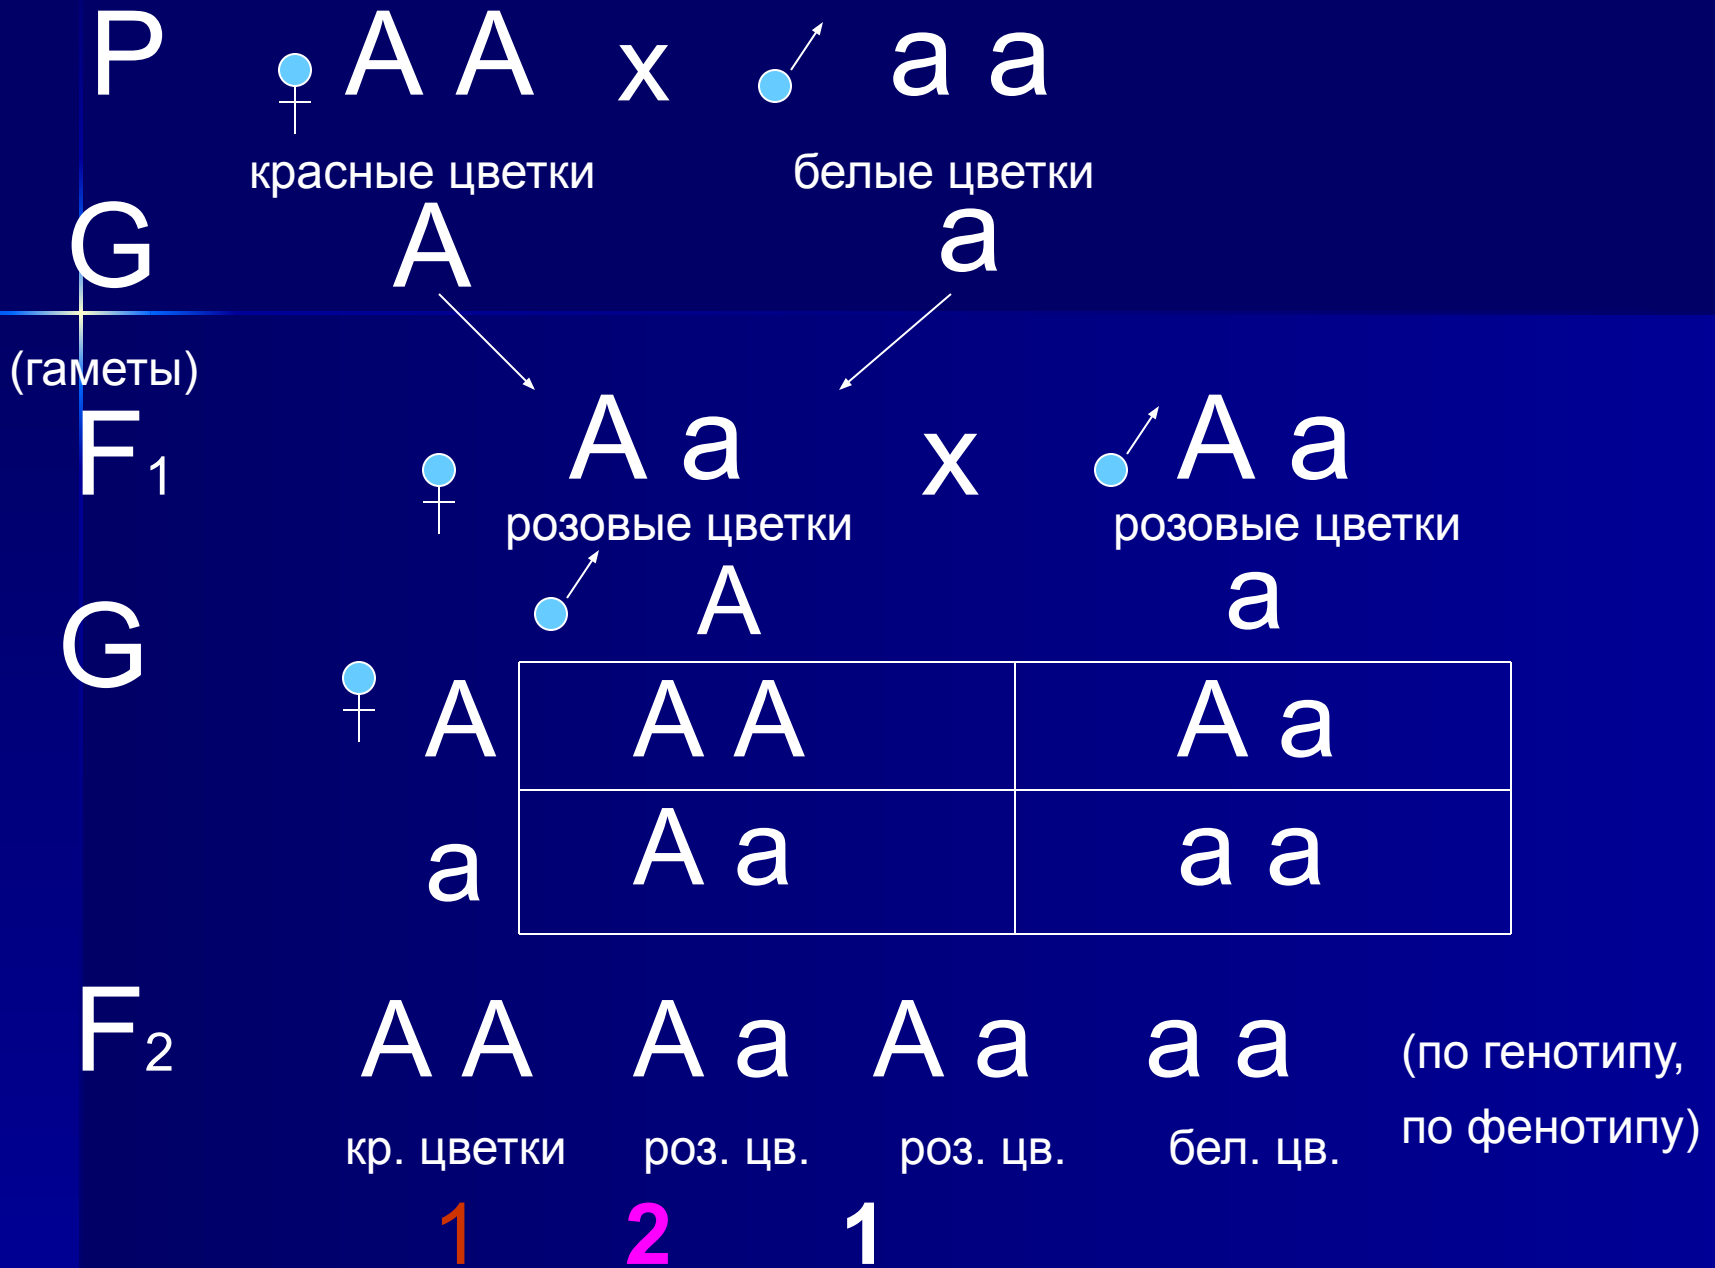 P ♀ А А х ♂ а а
красные цветки белые цветки
G А а
(гаметы)
F₁ ♀ А а х ♂ А а
розовые цветки розовые цветки
♂ А а
G
♀ А А А А а
а А а а а
F₂ А А А а А а а а (по генотипу,
по фенотипу)
кр. цветки роз. цв. роз. цв. бел. цв.
1 2 1